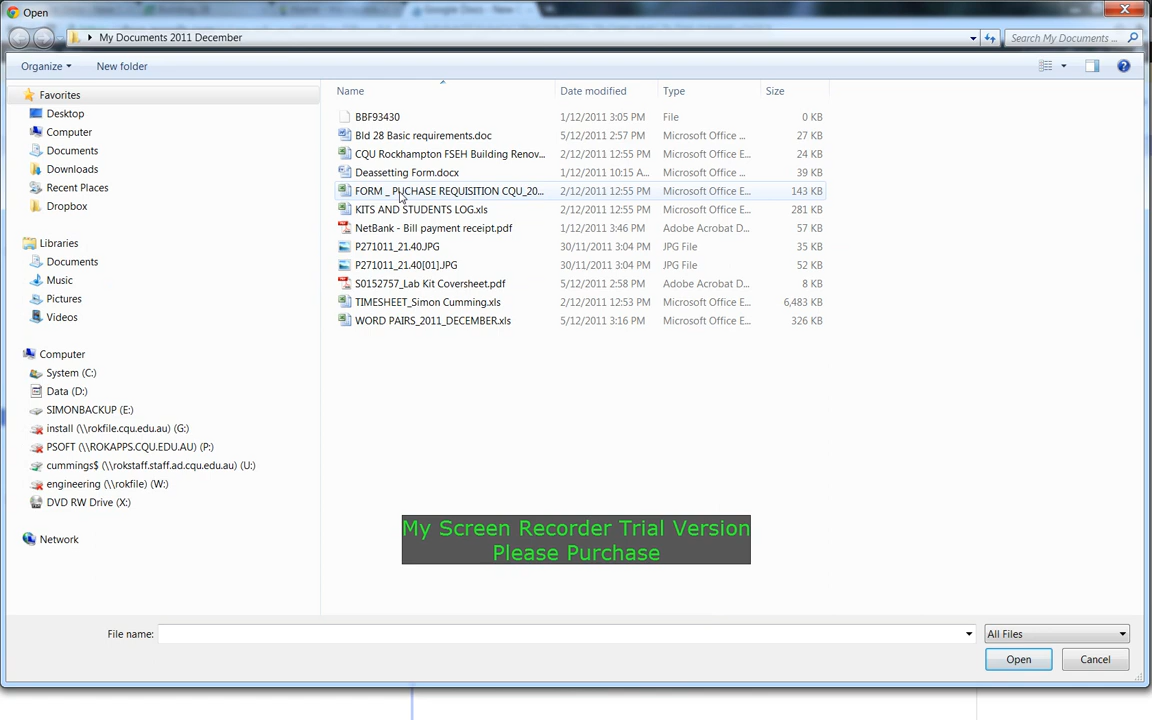 Open
My Documents 2011 December
Search My Documents ...
Organize
New folder
Favorites
Desktop
Computer
Documents
Downloads
Recent Places
Dropbox
Libraries
Documents
Music
Pictures
Videos
Computer
System (C:)
Data (D:)
SIMONBACKUP (E:)
install (\\rokfile.cqu.edu.au) (G:)
PSOFT (\\ROKAPPS.CQU.EDU.AU) (P:)
cummings$ (\\rokstaff.staff.ad.cqu.edu.au) (U:)
engineering (\\rokfile) (W:)
DVD RW Drive (X:)
Network
Name Date modified Type Size
BBF93430 1/12/2011 3:05 PM File 0 KB
Bld 28 Basic requirements.doc 5/12/2011 2:57 PM Microsoft Office ... 27 KB
CQU Rockhampton FSEH Building Renov... 2/12/2011 12:55 PM Microsoft Office E... 24 KB
Deassetting Form.docx 1/12/2011 10:15 A... Microsoft Office ... 39 KB
FORM _ PUCHASE REQUISITION CQU_20... 2/12/2011 12:55 PM Microsoft Office E... 143 KB
KITS AND STUDENTS LOG.xls 2/12/2011 12:55 PM Microsoft Office E... 281 KB
NetBank - Bill payment receipt.pdf 1/12/2011 3:46 PM Adobe Acrobat D... 57 KB
P271011_21.40.JPG 30/11/2011 3:04 PM JPG File 35 KB
P271011_21.40[01].JPG 30/11/2011 3:04 PM JPG File 52 KB
S0152757_Lab Kit Coversheet.pdf 5/12/2011 2:58 PM Adobe Acrobat D... 8 KB
TIMESHEET_Simon Cumming.xls 2/12/2011 12:53 PM Microsoft Office E... 6,483 KB
WORD PAIRS_2011_DECEMBER.xls 5/12/2011 3:16 PM Microsoft Office E... 326 KB
My Screen Recorder Trial Version
Please Purchase
File name:
All Files
Open
Cancel